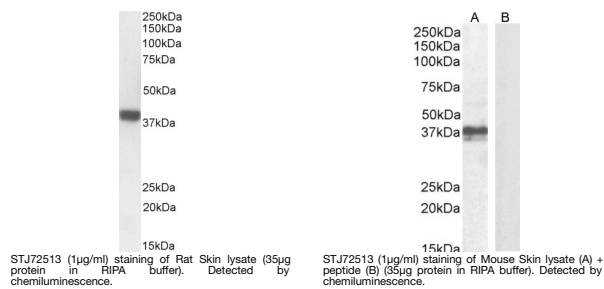 250kDa
150kDa
100kDa
75kDa
50kDa
37kDa
25kDa
20kDa
15kDa
STJ72513 (1µg/ml) staining of Rat Skin lysate (35µg
protein in RIPA buffer). Detected by
chemiluminescence.
A B
250kDa
150kDa
100kDa
75kDa
50kDa
37kDa
25kDa
20kDa
15kDa
STJ72513 (1µg/ml) staining of Mouse Skin lysate (A) +
peptide (B) (35µg protein in RIPA buffer). Detected by
chemiluminescence.